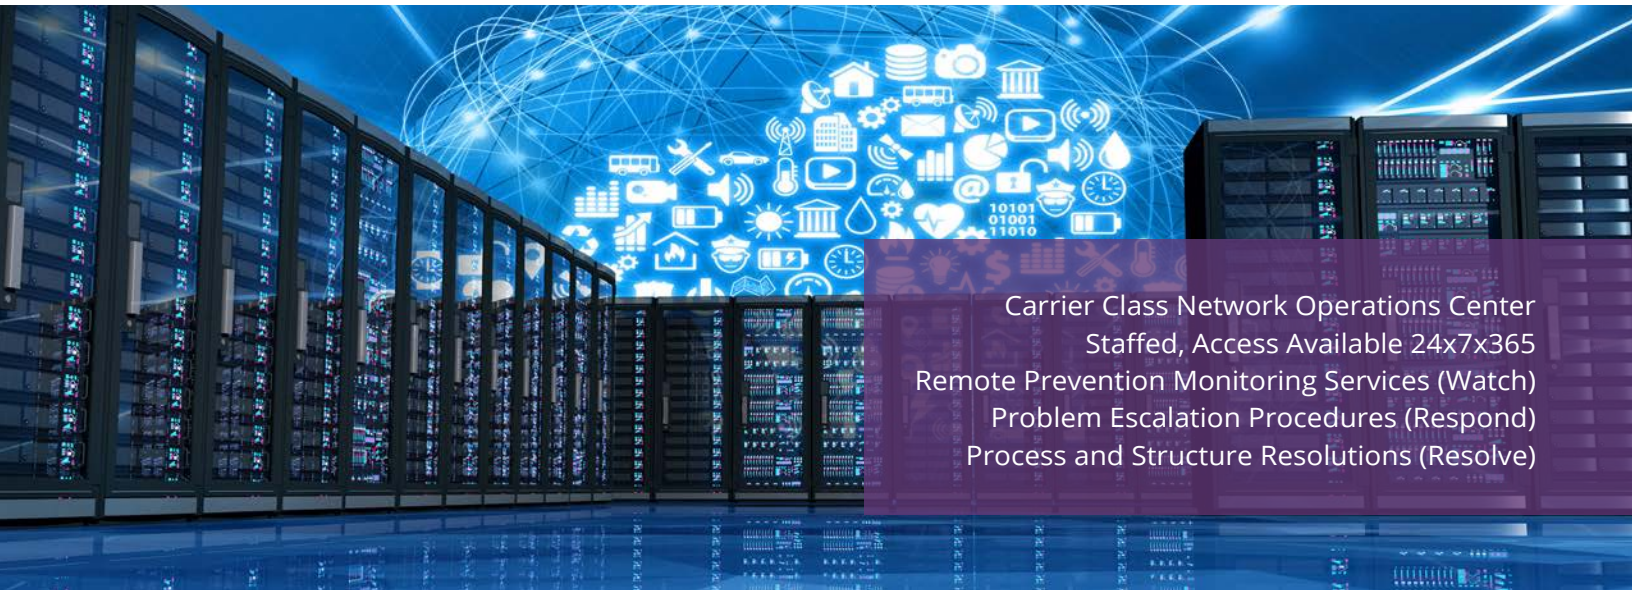 10101
01001
11010
Carrier Class Network Operations Center
Staffed, Access Available 24x7x365
Remote Prevention Monitoring Services (Watch)
Problem Escalation Procedures (Respond)
Process and Structure Resolutions (Resolve)